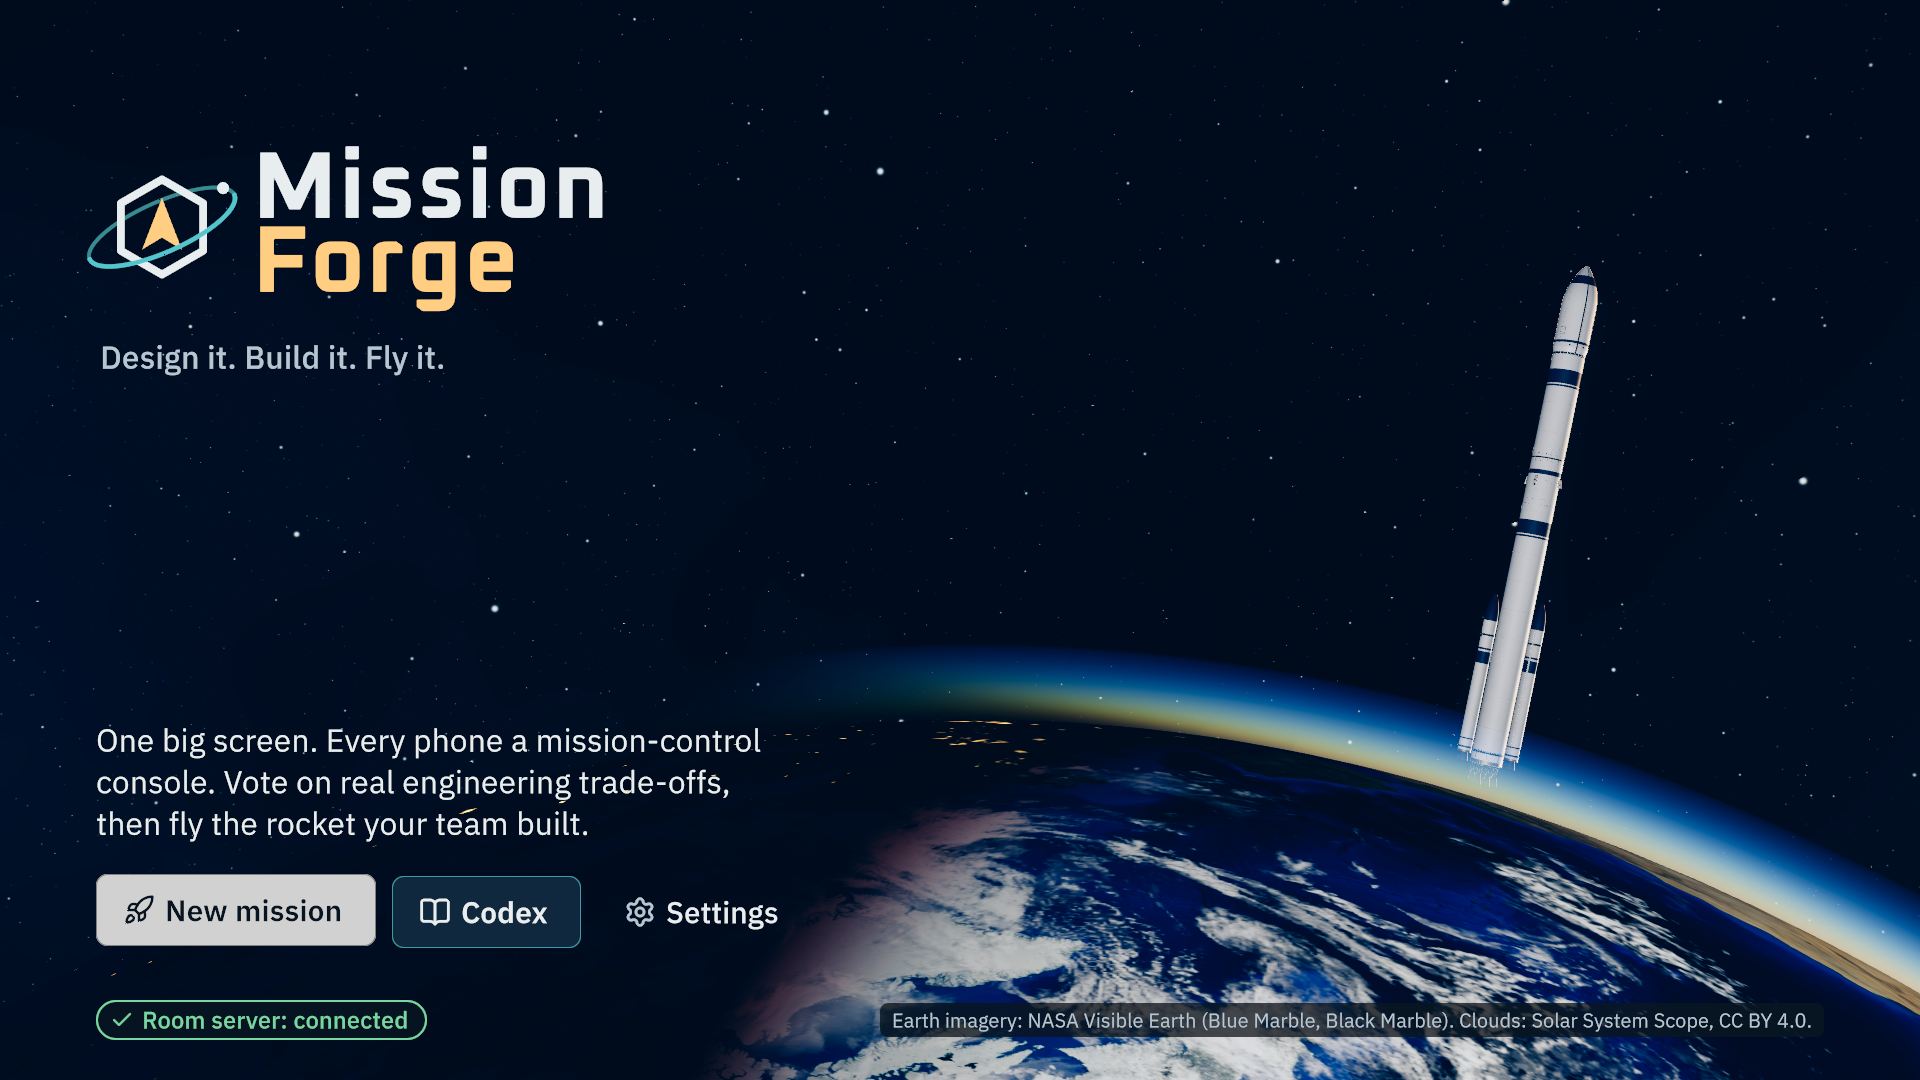 Mission
Forge
Design it. Build it. Fly it.
One big screen. Every phone a mission-control
console. Vote on real engineering trade-offs,
then fly the rocket your team built.
New mission
Codex
Settings
Room server: connected
Earth imagery: NASA Visible Earth (Blue Marble, Black Marble). Clouds: Solar System Scope, CC BY 4.0.